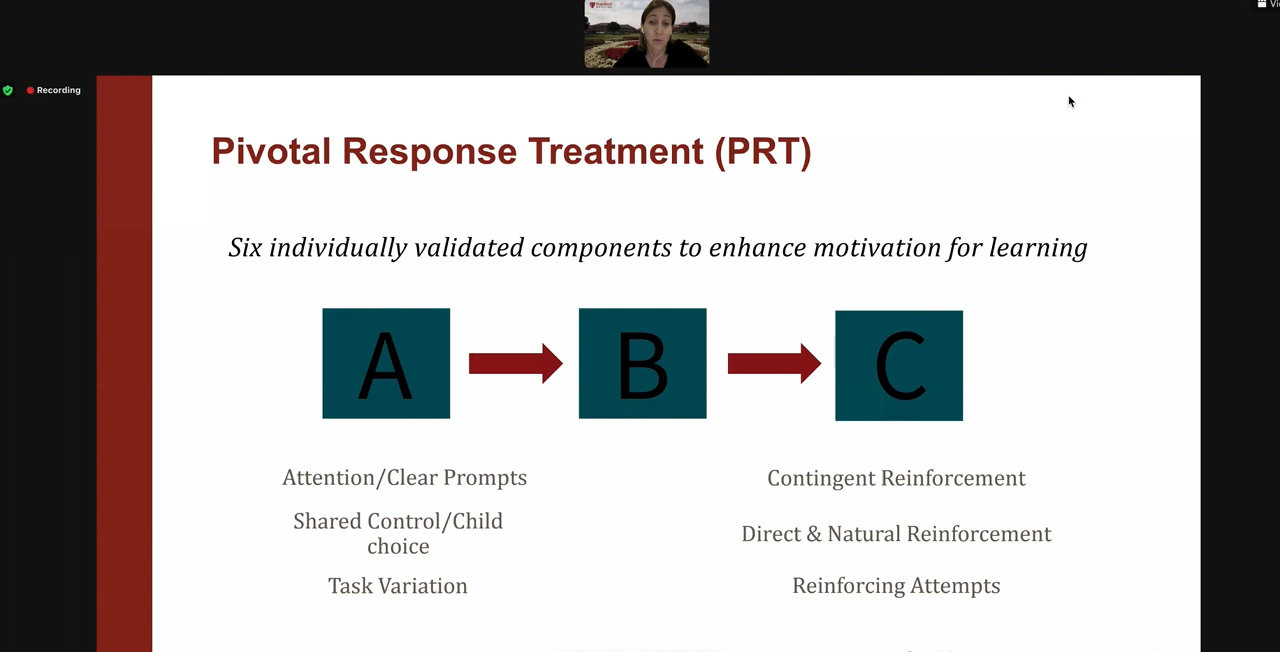 Stanford
Recording
Pivotal Response Treatment (PRT)
Six individually validated components to enhance motivation for learning
A
B
C
Attention/Clear Prompts
Contingent Reinforcement
Shared Control/Child
choice
Direct & Natural Reinforcement
Task Variation
Reinforcing Attempts